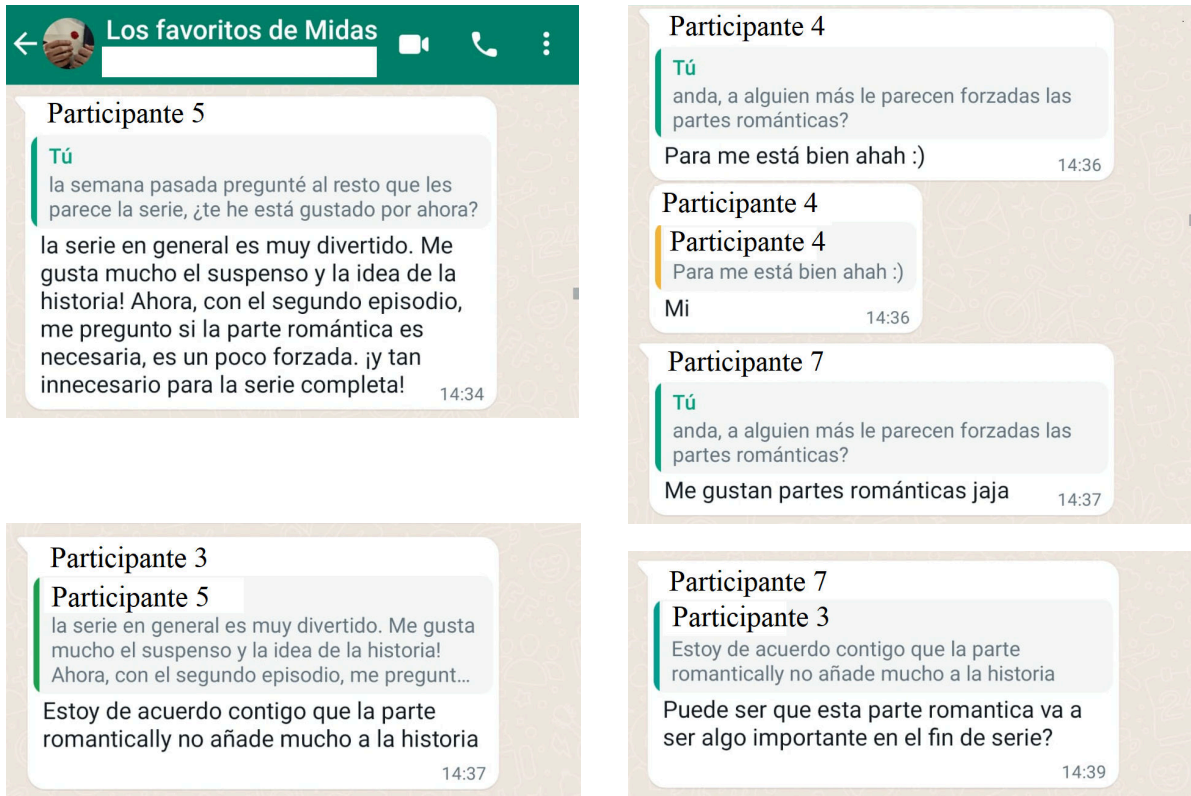 Los favoritos de Midas
Participante 5
Tú
la semana pasada pregunté al resto que les
parece la serie, ¿te he está gustado por ahora?
la serie en general es muy divertido. Me
gusta mucho el suspenso y la idea de la
historia! Ahora, con el segundo episodio,
me pregunto si la parte romántica es
necesaria, es un poco forzada. ¡y tan
innecesario para la serie completa!
14:34
Participante 3
Participante 5
la serie en general es muy divertido. Me gusta
mucho el suspenso y la idea de la historia!
Ahora, con el segundo episodio, me pregunt...
Estoy de acuerdo contigo que la parte
romantically no añade mucho a la historia
14:37
Participante 4
Tú
anda, a alguien más le parecen forzadas las
partes románticas?
Para me está bien ahah :)
14:36
Participante 4
Participante 4
Para me está bien ahah :)
Mi
14:36
Participante 7
Tú
anda, a alguien más le parecen forzadas las
partes románticas?
Me gustan partes románticas jaja
14:37
Participante 7
Participante 3
Estoy de acuerdo contigo que la parte
romantically no añade mucho a la historia
Puede ser que esta parte romantica va a
ser algo importante en el fin de serie?
14:39